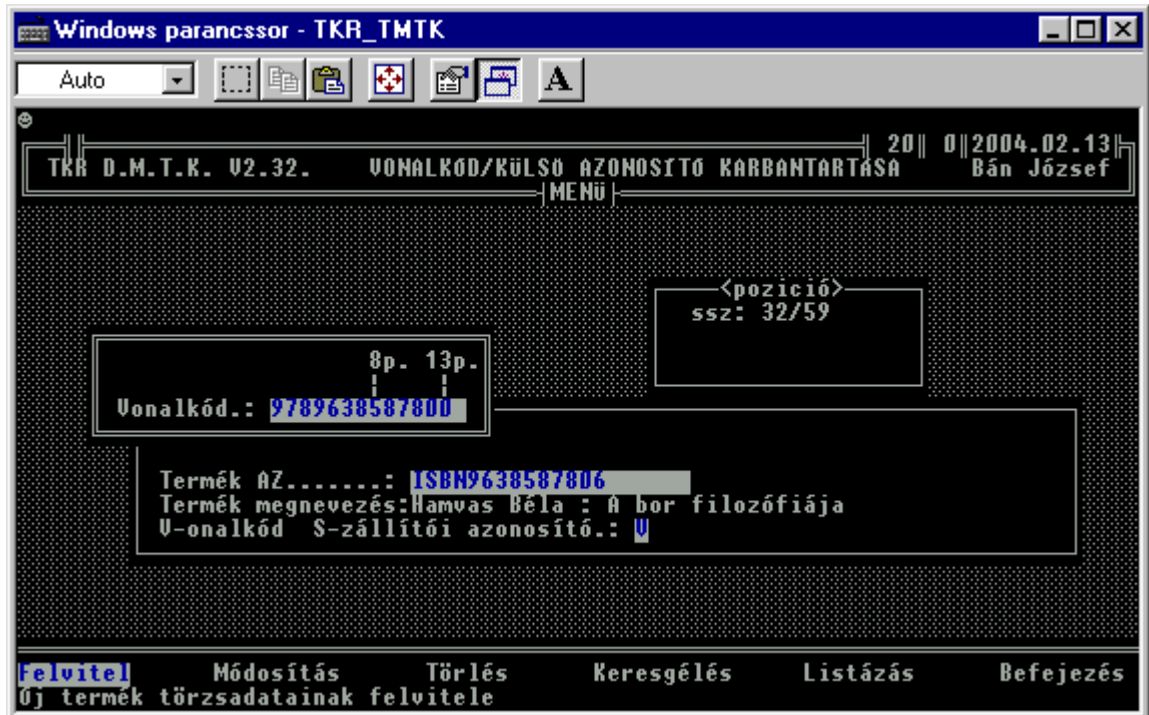 Windows parancssor - TKR_TMTK
Auto
A
20 0 2004.02.13
TKR D.M.T.K. V2.32. VONALKÓD/KÜLSŐ AZONOSÍTÓ KARBANTARTÁSA Bán József
MENÜ
<pozició>
ssz: 32/59
8p. 13p.
Vonalkód.: 9789638587800
Termék AZ.......: ISBN9638587806
Termék megnevezés:Hamvas Béla : A bor filozófiája
V-onalkód S-zállítói azonosító.: V
Felvitel Módosítás Törlés Keresgélés Listázás Befejezés
Új termék törzsadatainak felvitele